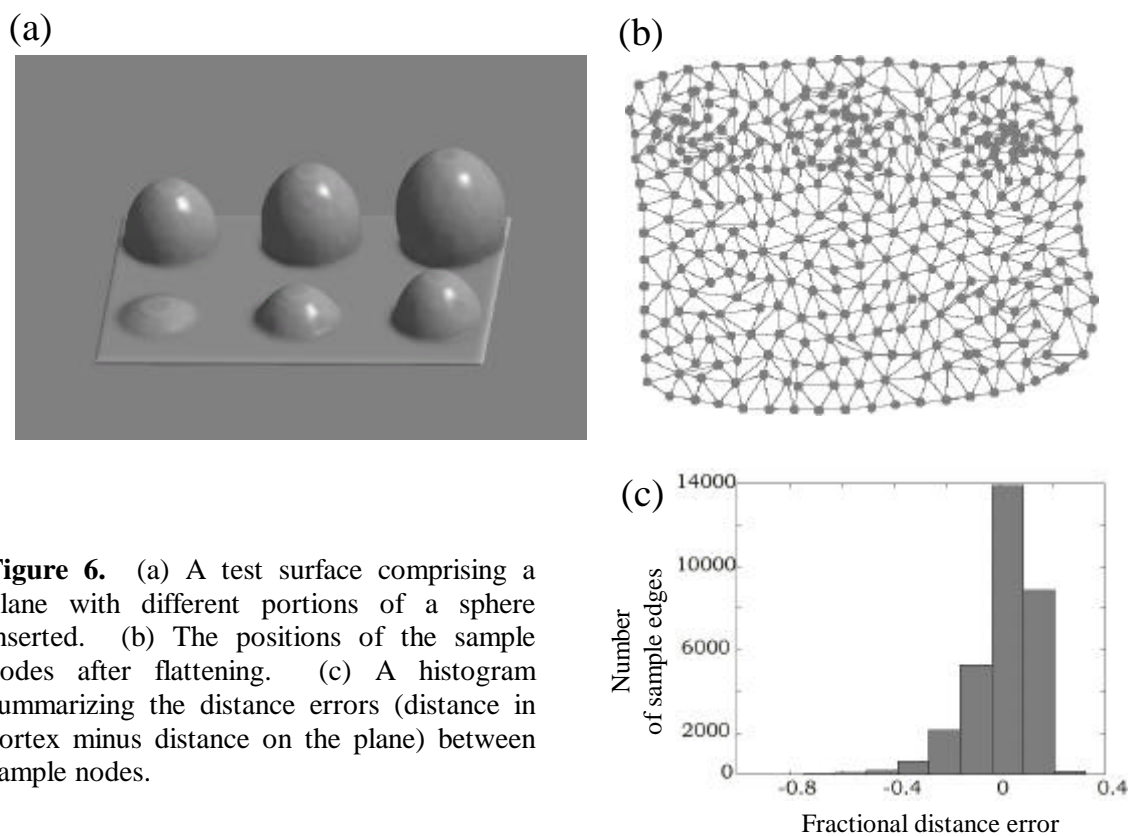 (a)
(b)
(c)
14000
10000
6000
2000
0
Number
of sample edges
-0.8
-0.4
0
0.4
Fractional distance error
Figure 6. (a) A test surface comprising a
lane with different portions of a sphere
nserted. (b) The positions of the sample
odes after flattening. (c) A histogram
ummarizing the distance errors (distance in
ortex minus distance on the plane) between
ample nodes.